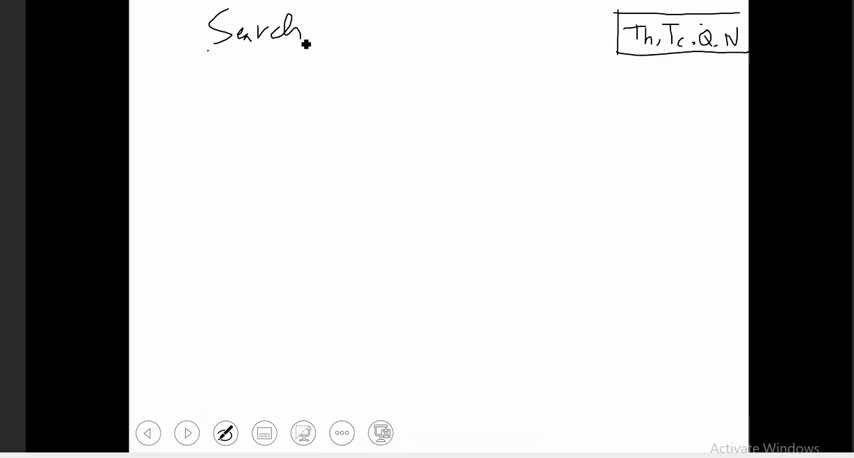 Search
Th, Tc, Q̇, N
Activate Windows